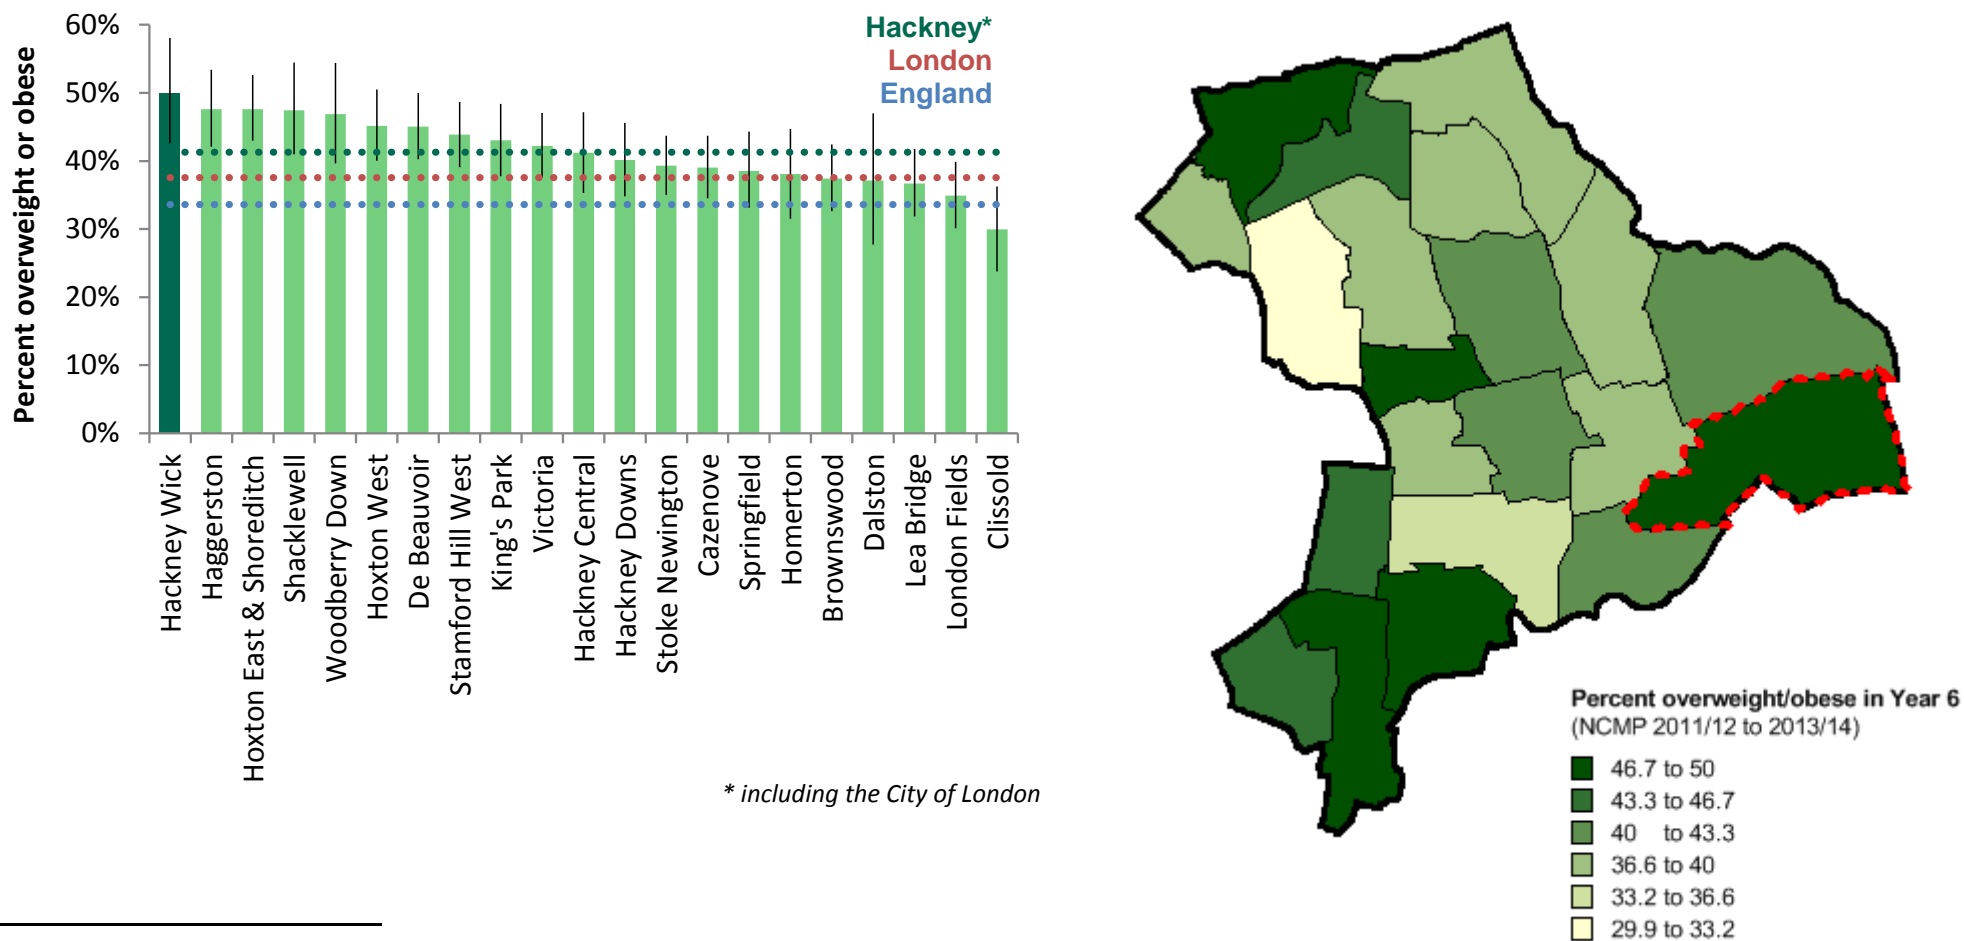 Percent overweight or obese
60%
50%
40%
30%
20%
10%
0%
Hackney*
London
England
Hackney Wick
Haggerston
Hoxton East & Shoreditch
Shacklewell
Woodberry Down
Hoxton West
De Beauvoir
Stamford Hill West
King's Park
Victoria
Hackney Central
Hackney Downs
Stoke Newington
Cazenove
Springfield
Homerton
Brownswood
Dalston
Lea Bridge
London Fields
Clissold
* including the City of London
Percent overweight/obese in Year 6
(NCMP 2011/12 to 2013/14)
46.7 to 50
43.3 to 46.7
40 to 43.3
36.6 to 40
33.2 to 36.6
29.9 to 33.2